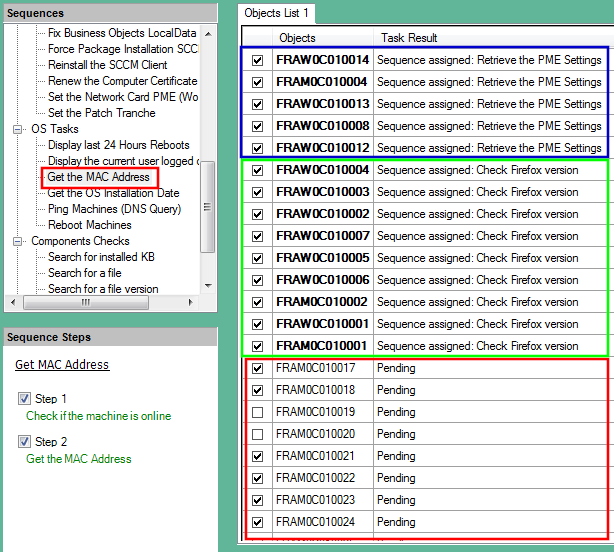 Sequences
Fix Business Objects LocalData
Force Package Installation SCC
Reinstall the SCCM Client
Renew the Computer Certificate
Set the Network Card PME (Wo
Set the Patch Tranche
OS Tasks
Display last 24 Hours Reboots
Display the current user logged o
Get the MAC Address
Get the OS Installation Date
Ping Machines (DNS Query)
Reboot Machines
Components Checks
Search for installed KB
Search for a file
Search for a file version
Sequence Steps
Get MAC Address
Step 1
Check if the machine is online
Step 2
Get the MAC Address
Objects List 1
Objects Task Result
FRAW0C010014 Sequence assigned: Retrieve the PME Settings
FRAM0C010004 Sequence assigned: Retrieve the PME Settings
FRAW0C010013 Sequence assigned: Retrieve the PME Settings
FRAW0C010008 Sequence assigned: Retrieve the PME Settings
FRAW0C010012 Sequence assigned: Retrieve the PME Settings
FRAW0C010004 Sequence assigned: Check Firefox version
FRAW0C010003 Sequence assigned: Check Firefox version
FRAW0C010002 Sequence assigned: Check Firefox version
FRAW0C010007 Sequence assigned: Check Firefox version
FRAW0C010005 Sequence assigned: Check Firefox version
FRAW0C010006 Sequence assigned: Check Firefox version
FRAM0C010002 Sequence assigned: Check Firefox version
FRAW0C010001 Sequence assigned: Check Firefox version
FRAM0C010001 Sequence assigned: Check Firefox version
FRAM0C010017 Pending
FRAM0C010018 Pending
FRAM0C010019 Pending
FRAM0C010020 Pending
FRAM0C010021 Pending
FRAM0C010022 Pending
FRAM0C010023 Pending
FRAM0C010024 Pending